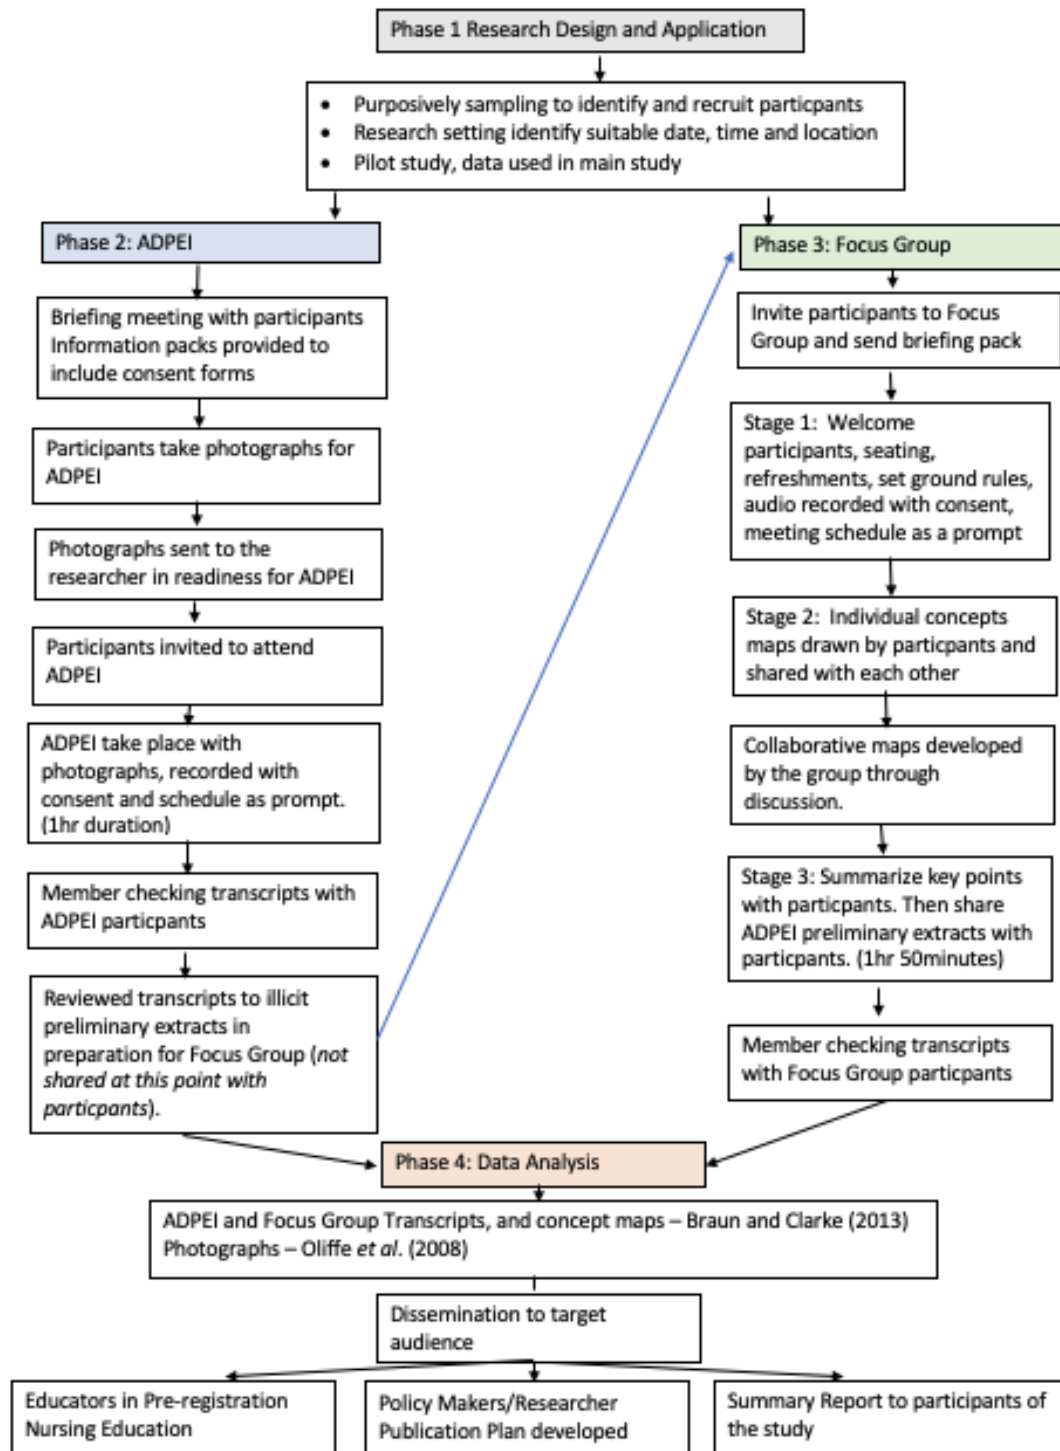 Phase 1 Research Design and Application
• Purposively sampling to identify and recruit particpants
• Research setting identify suitable date, time and location
• Pilot study, data used in main study
Phase 2: ADPEI
Briefing meeting with participants
Information packs provided to
include consent forms
Participants take photographs for
ADPEI
Photographs sent to the
researcher in readiness for ADPEI
Participants invited to attend
ADPEI
ADPEI take place with
photographs, recorded with
consent and schedule as prompt.
(1hr duration)
Member checking transcripts with
ADPEI particpants
Reviewed transcripts to illicit
preliminary extracts in
preparation for Focus Group (not
shared at this point with
particpants).
Phase 3: Focus Group
Invite participants to Focus
Group and send briefing pack
Stage 1:  Welcome
participants, seating,
refreshments, set ground rules,
audio recorded with consent,
meeting schedule as a prompt
Stage 2:  Individual concepts
maps drawn by particpants and
shared with each other
Collaborative maps developed
by the group through
discussion.
Stage 3: Summarize key points
with particpants. Then share
ADPEI preliminary extracts with
particpants. (1hr 50minutes)
Member checking transcripts
with Focus Group particpants
Phase 4: Data Analysis
ADPEI and Focus Group Transcripts, and concept maps – Braun and Clarke (2013)
Photographs – Oliffe et al. (2008)
Dissemination to target
audience
Educators in Pre-registration
Nursing Education
Policy Makers/Researcher
Publication Plan developed
Summary Report to participants of
the study